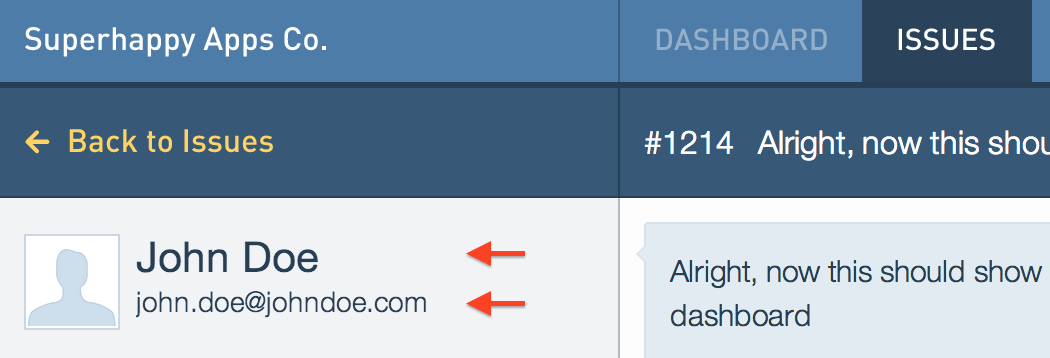 Superhappy Apps Co.
DASHBOARD
ISSUES
Back to Issues
#1214 Alright, now this shou
John Doe
john.doe@johndoe.com
Alright, now this should show
dashboard